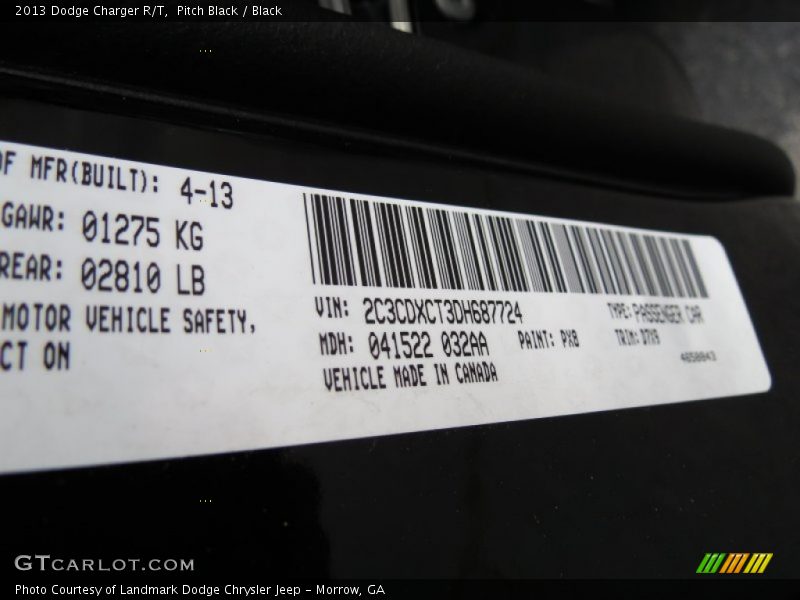 2013 Dodge Charger R/T, Pitch Black / Black
OF MFR(BUILT): 4-13
GAWR: 01275 KG
REAR: 02810 LB
MOTOR VEHICLE SAFETY,
CT ON
VIN: 2C3CDXCT3DH687724
TYPE: PASSENGER CAR
MDH: 041522 032AA
PAINT: PXB
TRIM:
VEHICLE MADE IN CANADA
GTCARLOT.COM
Photo Courtesy of Landmark Dodge Chrysler Jeep - Morrow, GA